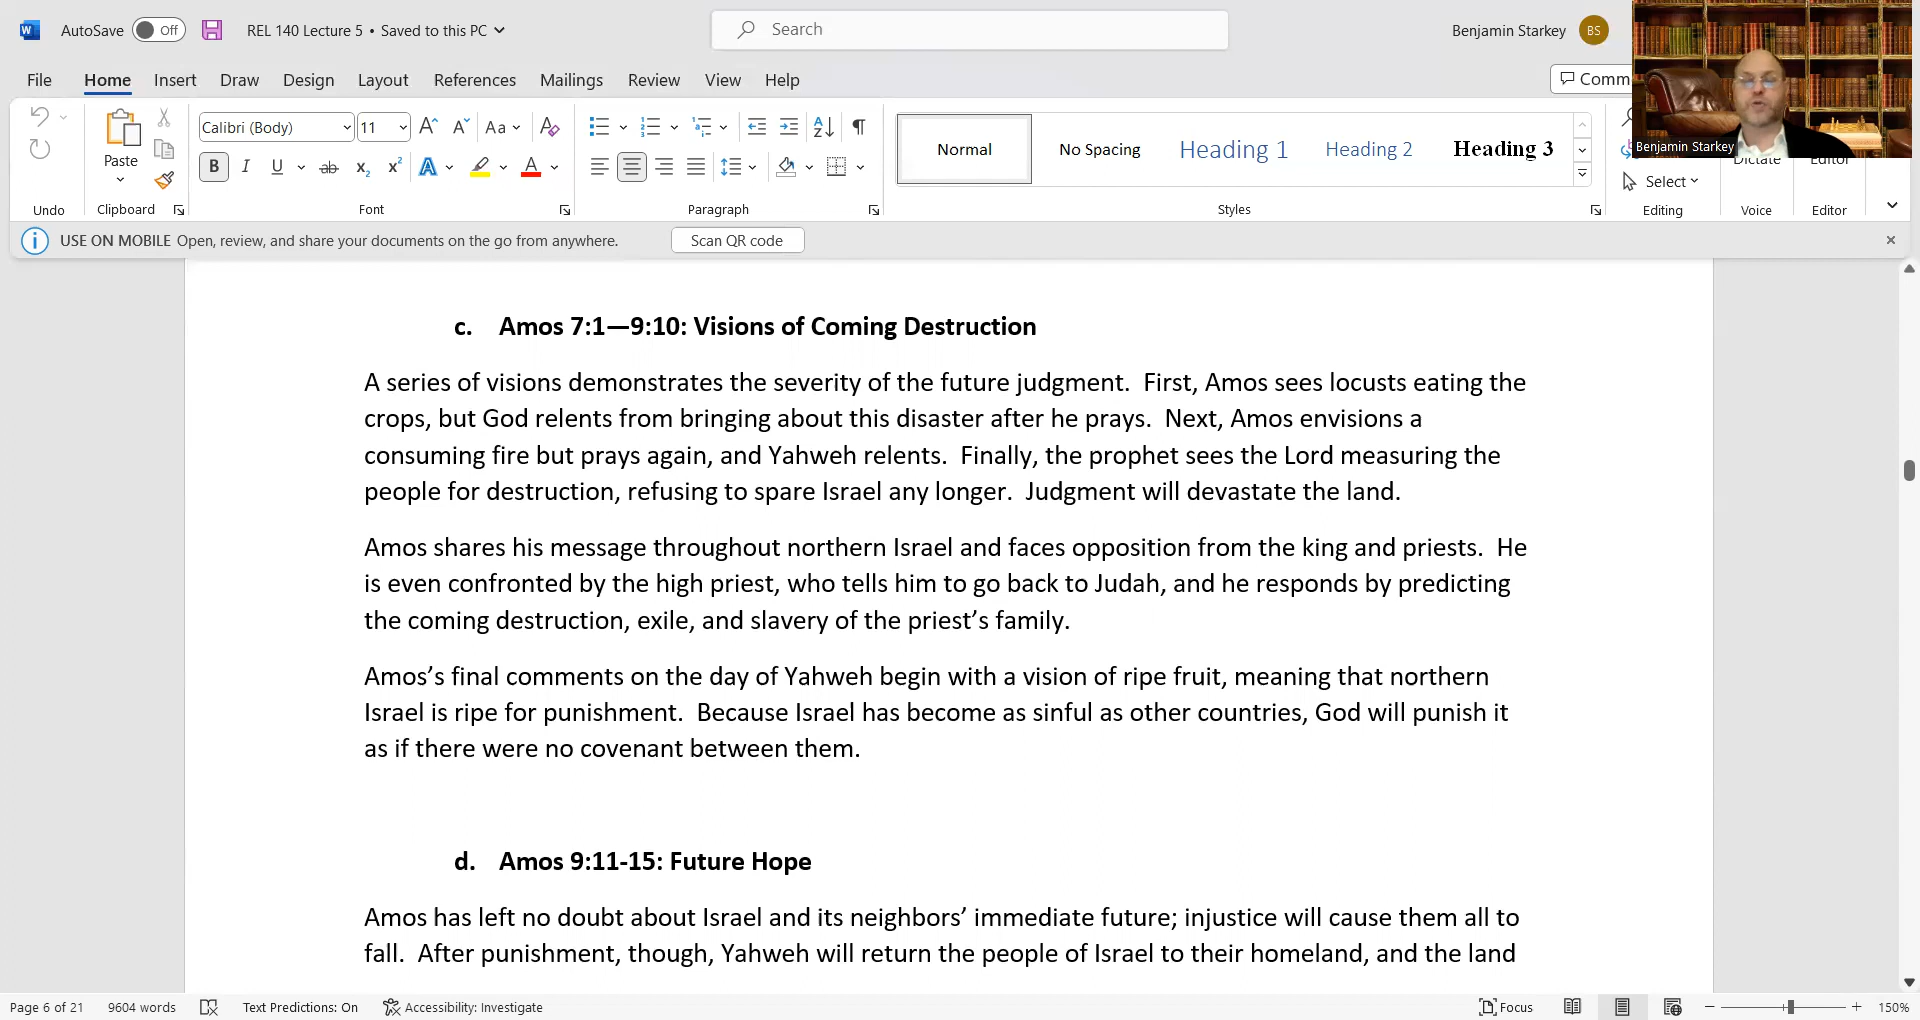 AutoSave Off REL 140 Lecture 5 • Saved to this PC Search Benjamin Starkey BS
File Home Insert Draw Design Layout References Mailings Review View Help Comm
Calibri (Body) 11 Aa
Paste
B I U ab x2 x2 A A
Normal No Spacing Heading 1 Heading 2 Heading 3
Benjamin Starkey
Dictate Editor
Select
Undo Clipboard Font Paragraph Styles Editing Voice Editor
USE ON MOBILE Open, review, and share your documents on the go from anywhere. Scan QR code
c. Amos 7:1—9:10: Visions of Coming Destruction
A series of visions demonstrates the severity of the future judgment. First, Amos sees locusts eating the
crops, but God relents from bringing about this disaster after he prays. Next, Amos envisions a
consuming fire but prays again, and Yahweh relents. Finally, the prophet sees the Lord measuring the
people for destruction, refusing to spare Israel any longer. Judgment will devastate the land.
Amos shares his message throughout northern Israel and faces opposition from the king and priests. He
is even confronted by the high priest, who tells him to go back to Judah, and he responds by predicting
the coming destruction, exile, and slavery of the priest’s family.
Amos’s final comments on the day of Yahweh begin with a vision of ripe fruit, meaning that northern
Israel is ripe for punishment. Because Israel has become as sinful as other countries, God will punish it
as if there were no covenant between them.
d. Amos 9:11-15: Future Hope
Amos has left no doubt about Israel and its neighbors’ immediate future; injustice will cause them all to
fall. After punishment, though, Yahweh will return the people of Israel to their homeland, and the land
Page 6 of 21 9604 words Text Predictions: On Accessibility: Investigate Focus 150%